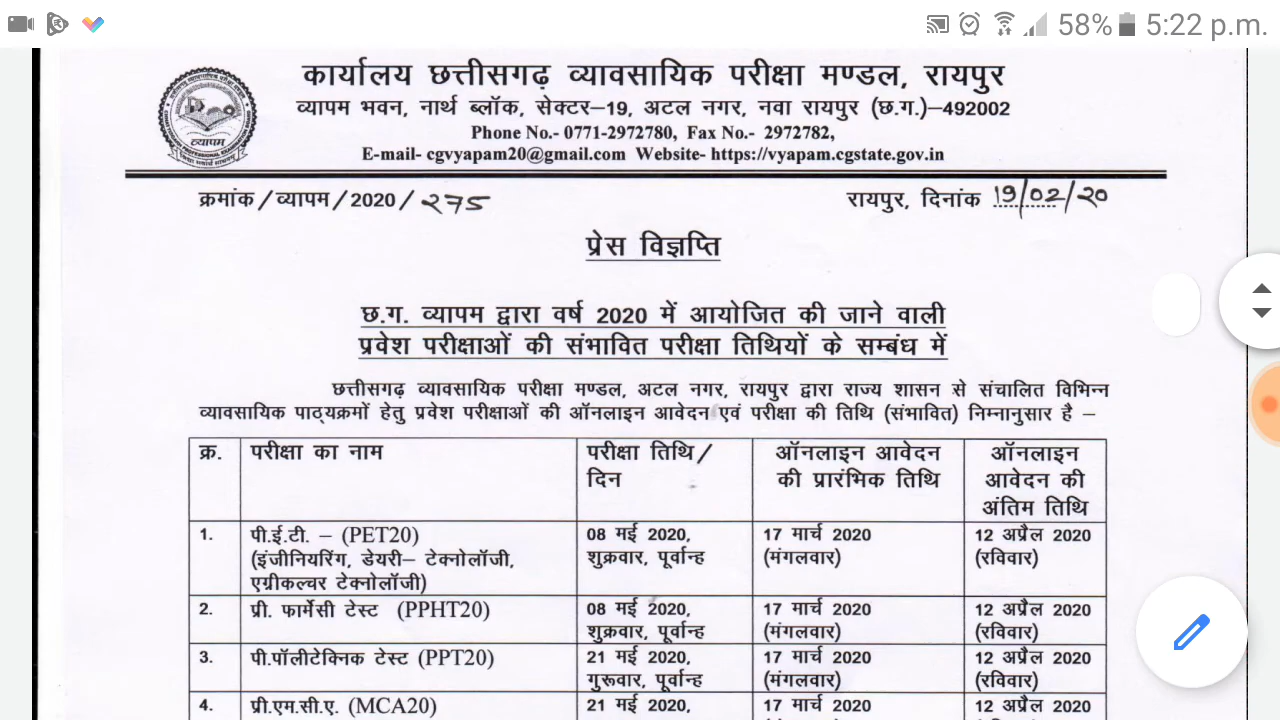 58% 5:22 p.m.
कार्यालय छत्तीसगढ़ व्यावसायिक परीक्षा मण्डल, रायपुर
व्यापम भवन, नार्थ ब्लॉक, सेक्टर–19, अटल नगर, नवा रायपुर (छ.ग.)–492002
Phone No.- 0771-2972780, Fax No.- 2972782,
E-mail- cgvyapam20@gmail.com Website- https://vyapam.cgstate.gov.in
व्यापम
क्रमांक/व्यापम/2020/२75
रायपुर, दिनांक 19/02/२0
प्रेस विज्ञप्ति
छ.ग. व्यापम द्वारा वर्ष 2020 में आयोजित की जाने वाली
प्रवेश परीक्षाओं की संभावित परीक्षा तिथियों के सम्बंध में
छत्तीसगढ़ व्यावसायिक परीक्षा मण्डल, अटल नगर, रायपुर द्वारा राज्य शासन से संचालित विभिन्न
व्यावसायिक पाठ्यक्रमों हेतु प्रवेश परीक्षाओं की ऑनलाइन आवेदन एवं परीक्षा की तिथि (संभावित) निम्नानुसार है –
क्र. परीक्षा का नाम
परीक्षा तिथि/
दिन
ऑनलाइन आवेदन
की प्रारंभिक तिथि
ऑनलाइन
आवेदन की
अंतिम तिथि
1. पी.ई.टी. – (PET20)
(इंजीनियरिंग, डेयरी– टेक्नोलॉजी,
एग्रीकल्चर टेक्नोलॉजी)
08 मई 2020,
शुक्रवार, पूर्वान्ह
17 मार्च 2020
(मंगलवार)
12 अप्रैल 2020
(रविवार)
2. प्री. फार्मेसी टेस्ट (PPHT20)
08 मई 2020,
शुक्रवार, पूर्वान्ह
17 मार्च 2020
(मंगलवार)
12 अप्रैल 2020
(रविवार)
3. पी.पॉलीटेक्निक टेस्ट (PPT20)
21 मई 2020,
गुरूवार, पूर्वान्ह
17 मार्च 2020
(मंगलवार)
12 अप्रैल 2020
(रविवार)
4. प्री.एम.सी.ए. (MCA20)
21 मई 2020,
17 मार्च 2020
12 अप्रैल 2020